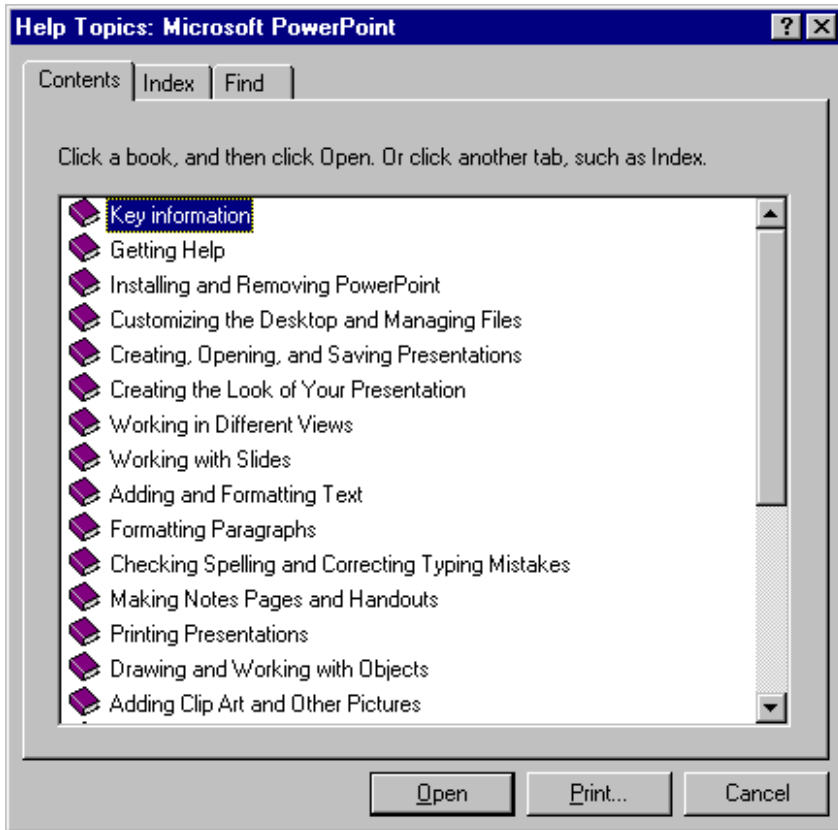 Help Topics: Microsoft PowerPoint
Contents Index Find
Click a book, and then click Open. Or click another tab, such as Index.
Key information
Getting Help
Installing and Removing PowerPoint
Customizing the Desktop and Managing Files
Creating, Opening, and Saving Presentations
Creating the Look of Your Presentation
Working in Different Views
Working with Slides
Adding and Formatting Text
Formatting Paragraphs
Checking Spelling and Correcting Typing Mistakes
Making Notes Pages and Handouts
Printing Presentations
Drawing and Working with Objects
Adding Clip Art and Other Pictures
Open Print... Cancel